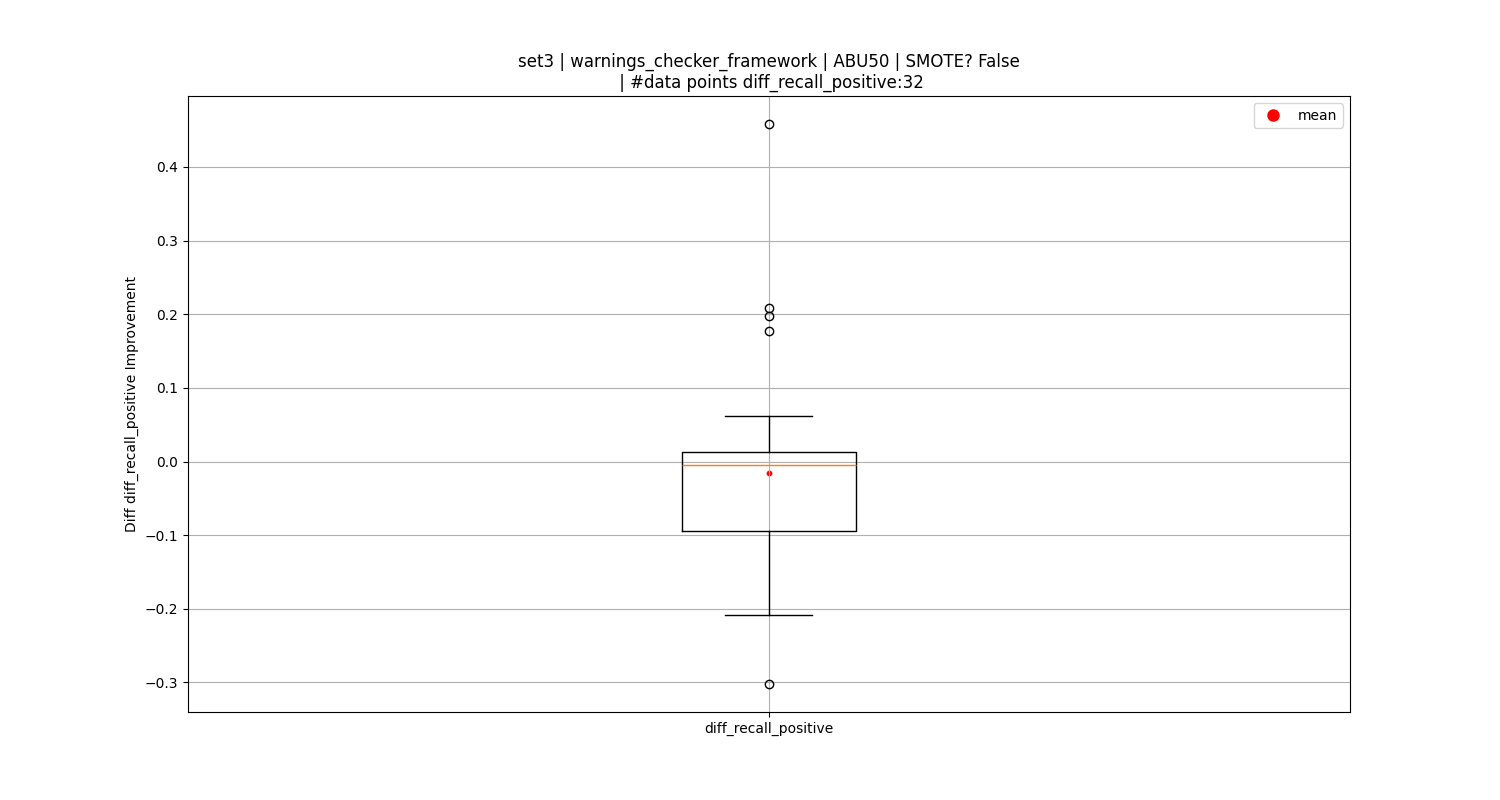 set3 | warnings_checker_framework | ABU50 | SMOTE? False
| #data points diff_recall_positive:32
mean
0.4
0.3
0.2
0.1
0.0
−0.1
−0.2
−0.3
Diff diff_recall_positive Improvement
diff_recall_positive